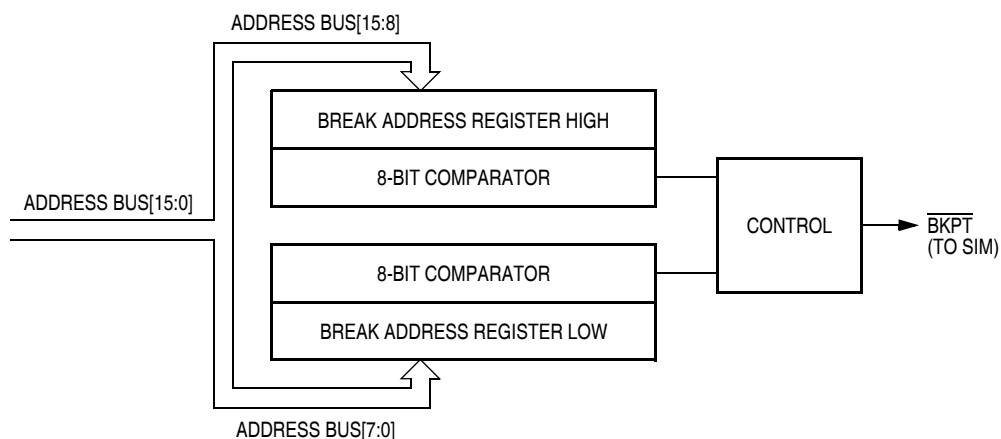 ADDRESS BUS[15:8]
BREAK ADDRESS REGISTER HIGH
8-BIT COMPARATOR
ADDRESS BUS[15:0]
CONTROL
B̅K̅P̅T̅
(TO SIM)
8-BIT COMPARATOR
BREAK ADDRESS REGISTER LOW
ADDRESS BUS[7:0]